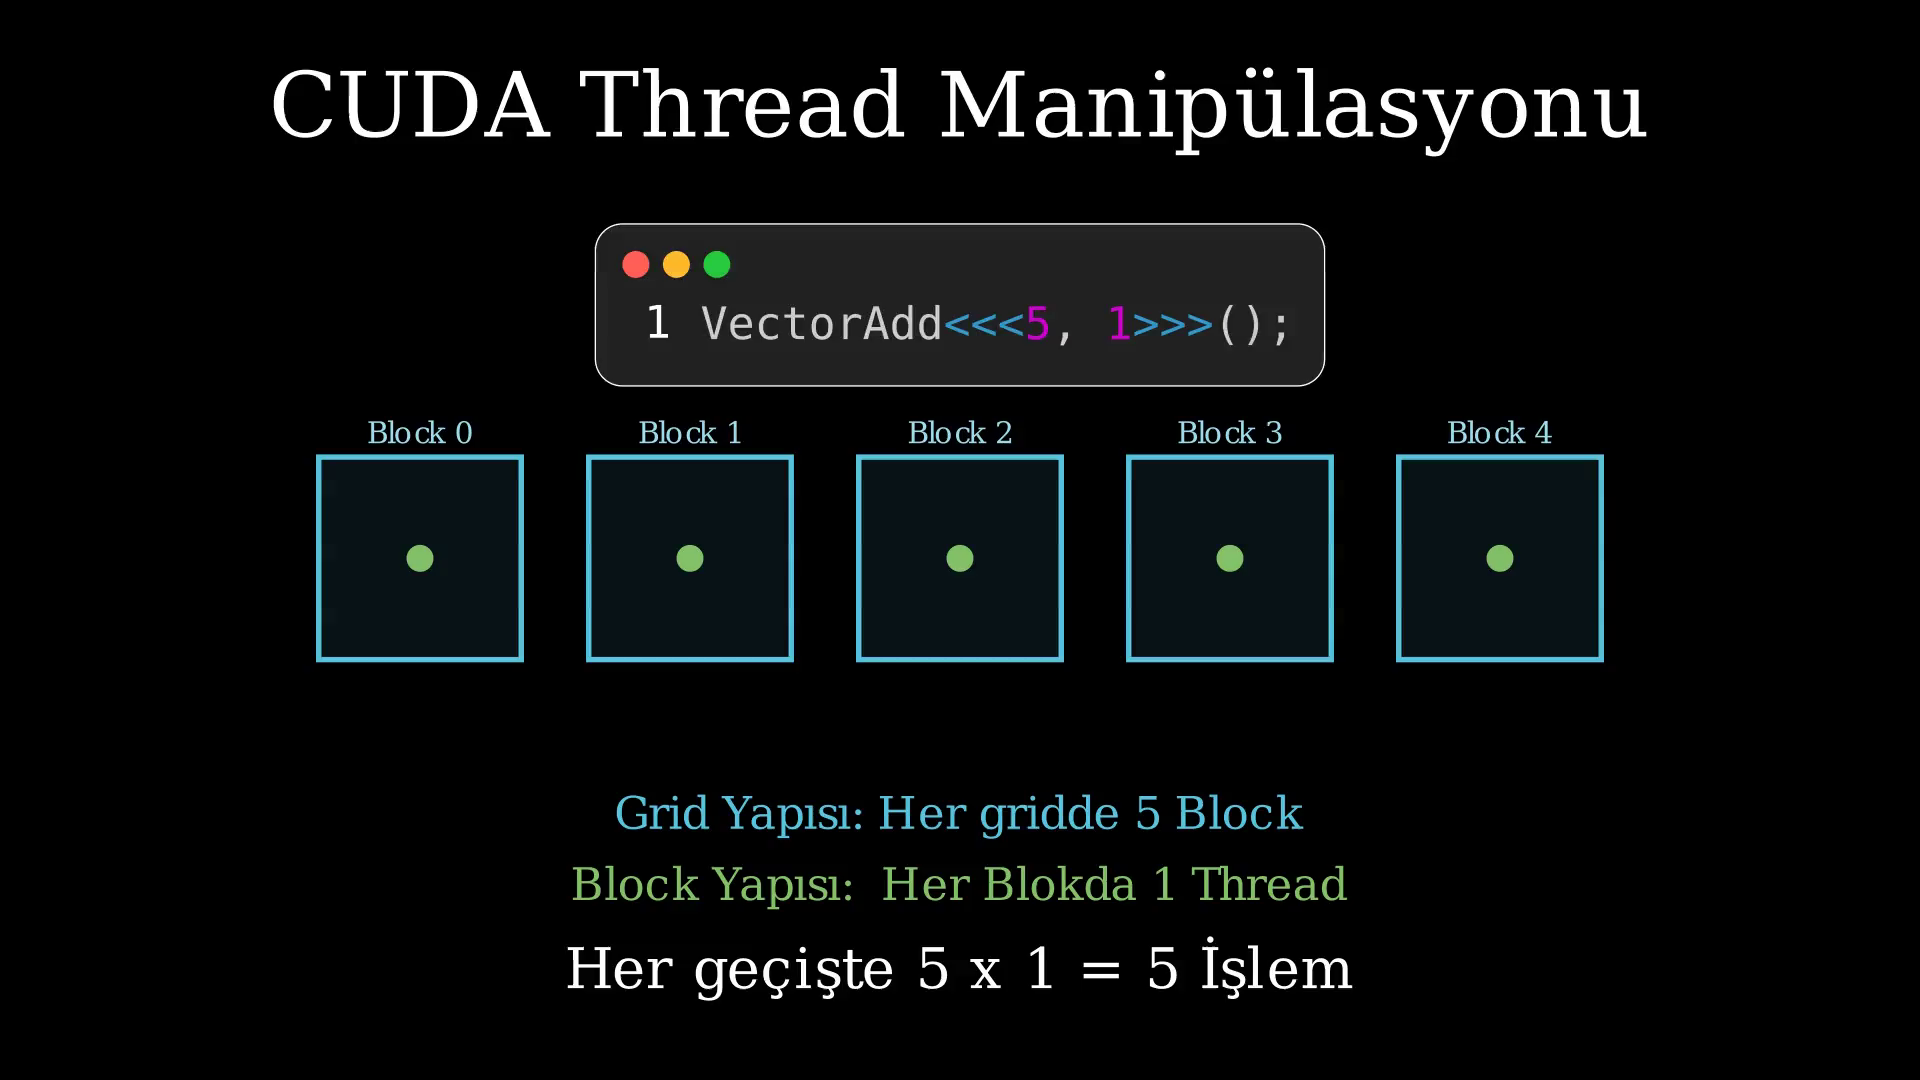 CUDA Thread Manipülasyonu
1 VectorAdd<<<5, 1>>>();
Block 0 Block 1 Block 2 Block 3 Block 4
Grid Yapısı: Her gridde 5 Block
Block Yapısı: Her Blokda 1 Thread
Her geçişte 5 x 1 = 5 İşlem